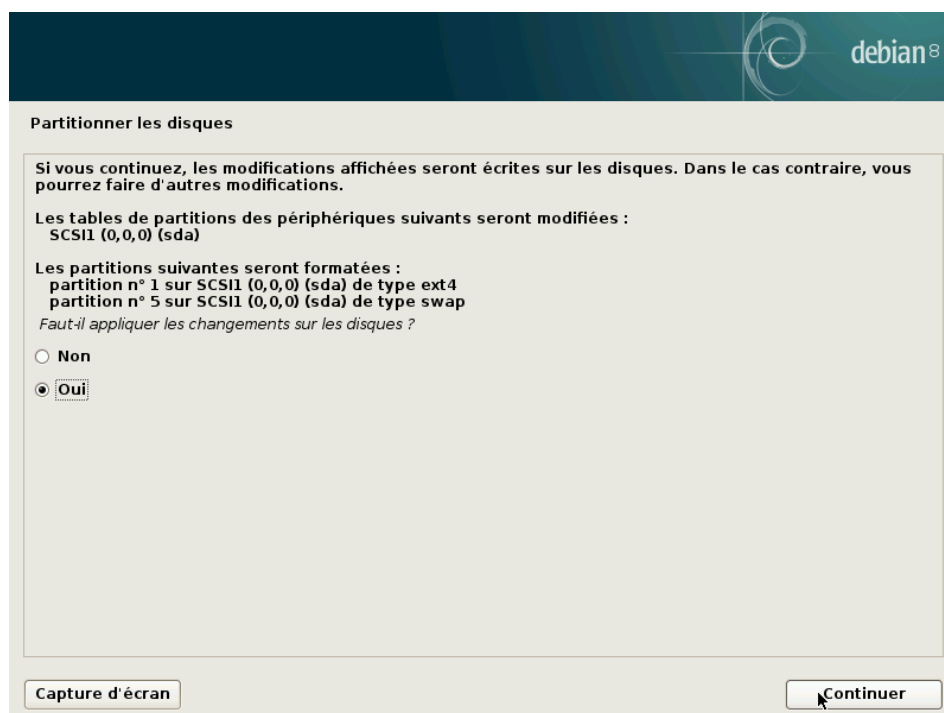 debian 8
Partitionner les disques
Si vous continuez, les modifications affichées seront écrites sur les disques. Dans le cas contraire, vous
pourrez faire d'autres modifications.
Les tables de partitions des périphériques suivants seront modifiées :
SCSI1 (0,0,0) (sda)
Les partitions suivantes seront formatées :
partition n° 1 sur SCSI1 (0,0,0) (sda) de type ext4
partition n° 5 sur SCSI1 (0,0,0) (sda) de type swap
Faut-il appliquer les changements sur les disques ?
Non
Oui
Capture d'écran
Continuer